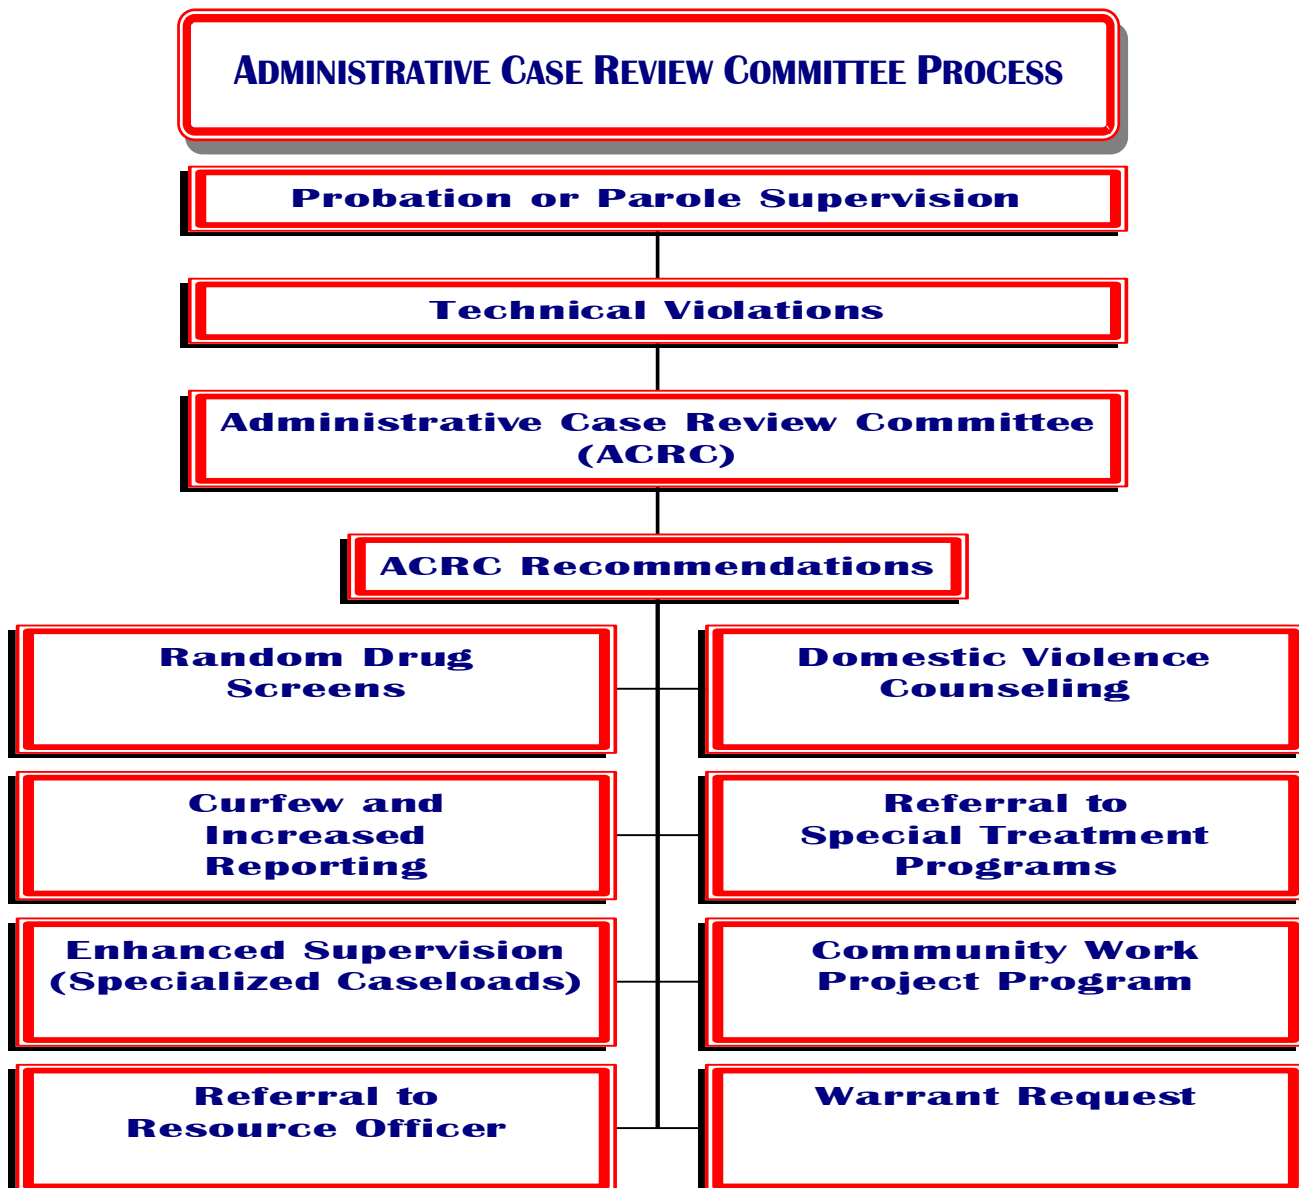 ADMINISTRATIVE CASE REVIEW COMMITTEE PROCESS
Probation or Parole Supervision
Technical Violations
Administrative Case Review Committee
(ACRC)
ACRC Recommendations
Random Drug
Screens
Domestic Violence
Counseling
Curfew and
Increased
Reporting
Referral to
Special Treatment
Programs
Enhanced Supervision
(Specialized Caseloads)
Community Work
Project Program
Referral to
Resource Officer
Warrant Request